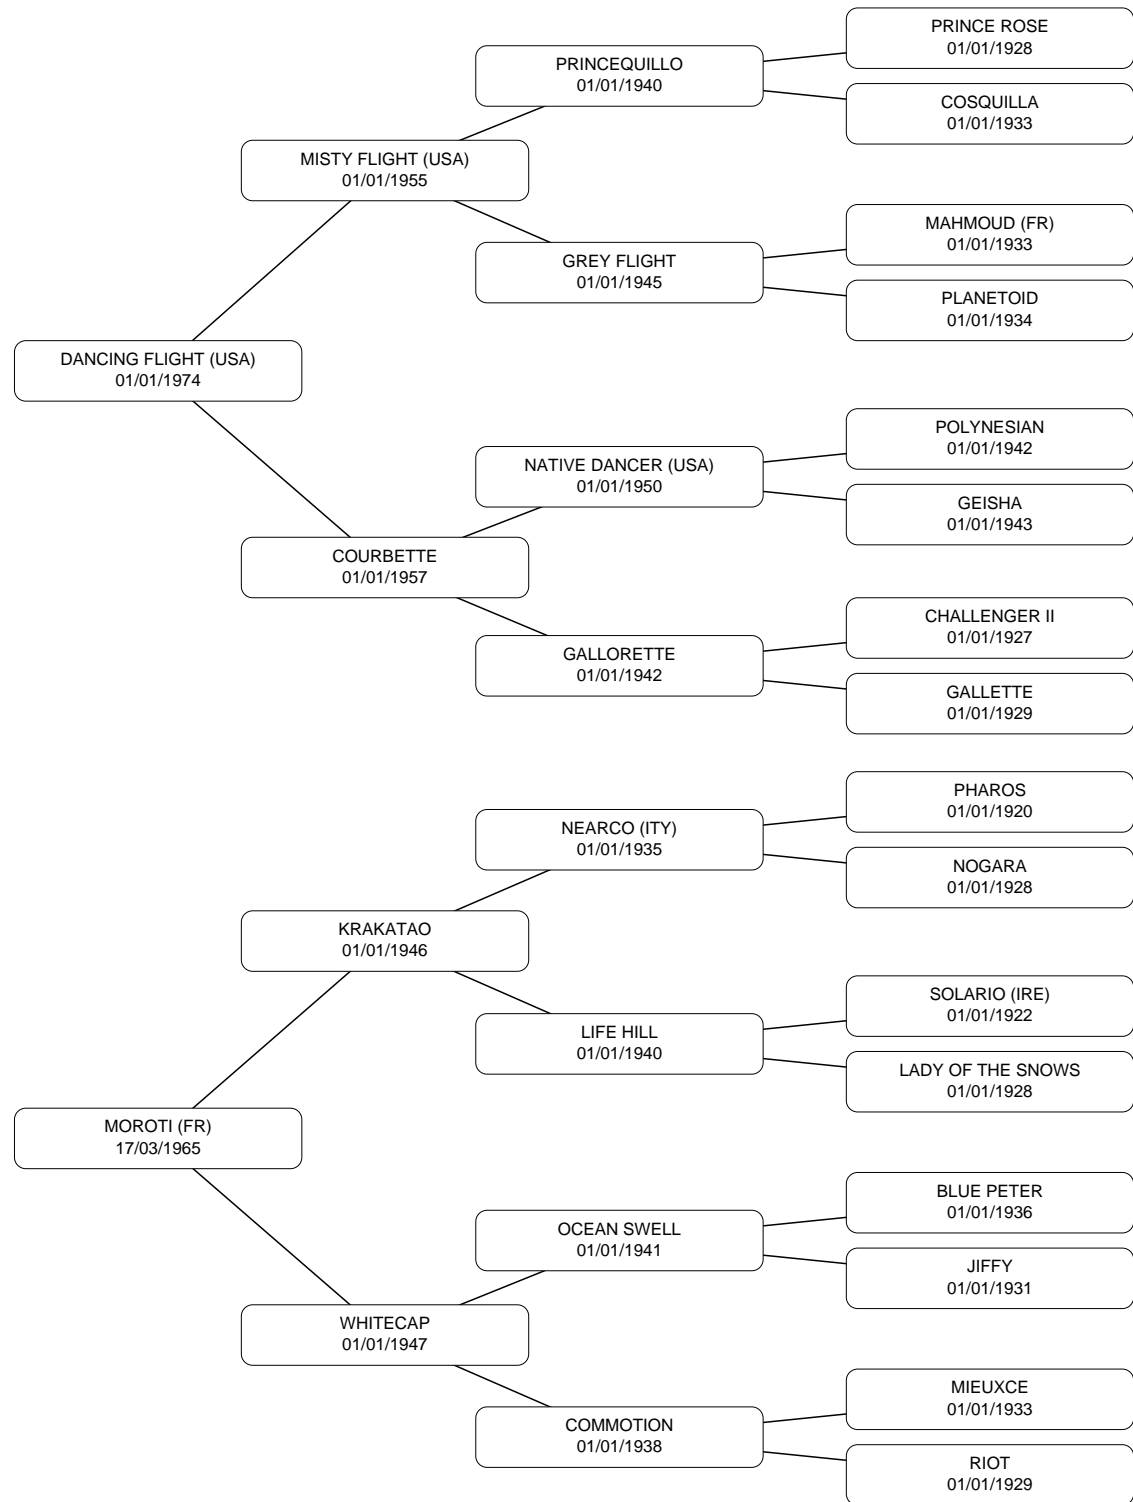 PRINCE ROSE
01/01/1928
PRINCEQUILLO
01/01/1940
COSQUILLA
01/01/1933
MISTY FLIGHT (USA)
01/01/1955
MAHMOUD (FR)
01/01/1933
GREY FLIGHT
01/01/1945
PLANETOID
01/01/1934
DANCING FLIGHT (USA)
01/01/1974
POLYNESIAN
01/01/1942
NATIVE DANCER (USA)
01/01/1950
GEISHA
01/01/1943
COURBETTE
01/01/1957
CHALLENGER II
01/01/1927
GALLORETTE
01/01/1942
GALLETTE
01/01/1929
PHAROS
01/01/1920
NEARCO (ITY)
01/01/1935
NOGARA
01/01/1928
KRAKATAO
01/01/1946
SOLARIO (IRE)
01/01/1922
LIFE HILL
01/01/1940
LADY OF THE SNOWS
01/01/1928
MOROTI (FR)
17/03/1965
BLUE PETER
01/01/1936
OCEAN SWELL
01/01/1941
JIFFY
01/01/1931
WHITECAP
01/01/1947
MIEUXCE
01/01/1933
COMMOTION
01/01/1938
RIOT
01/01/1929